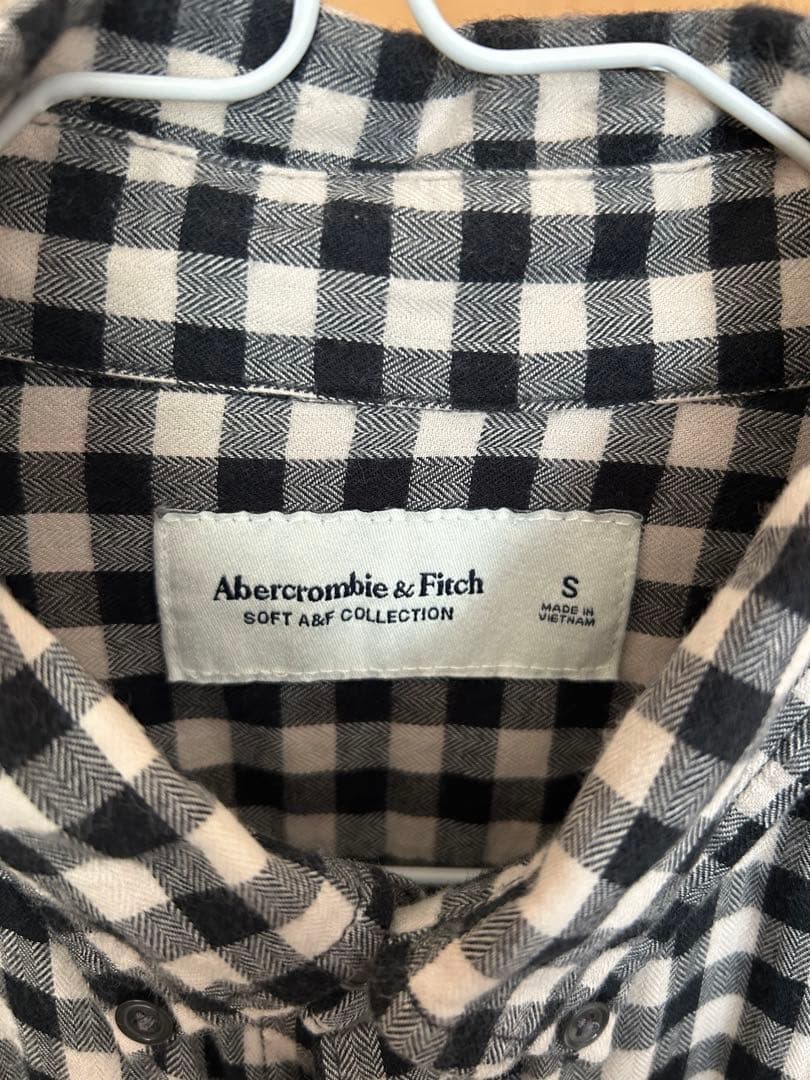 Abercrombie & Fitch
SOFT A&F COLLECTION
S
MADE IN
VIETNAM